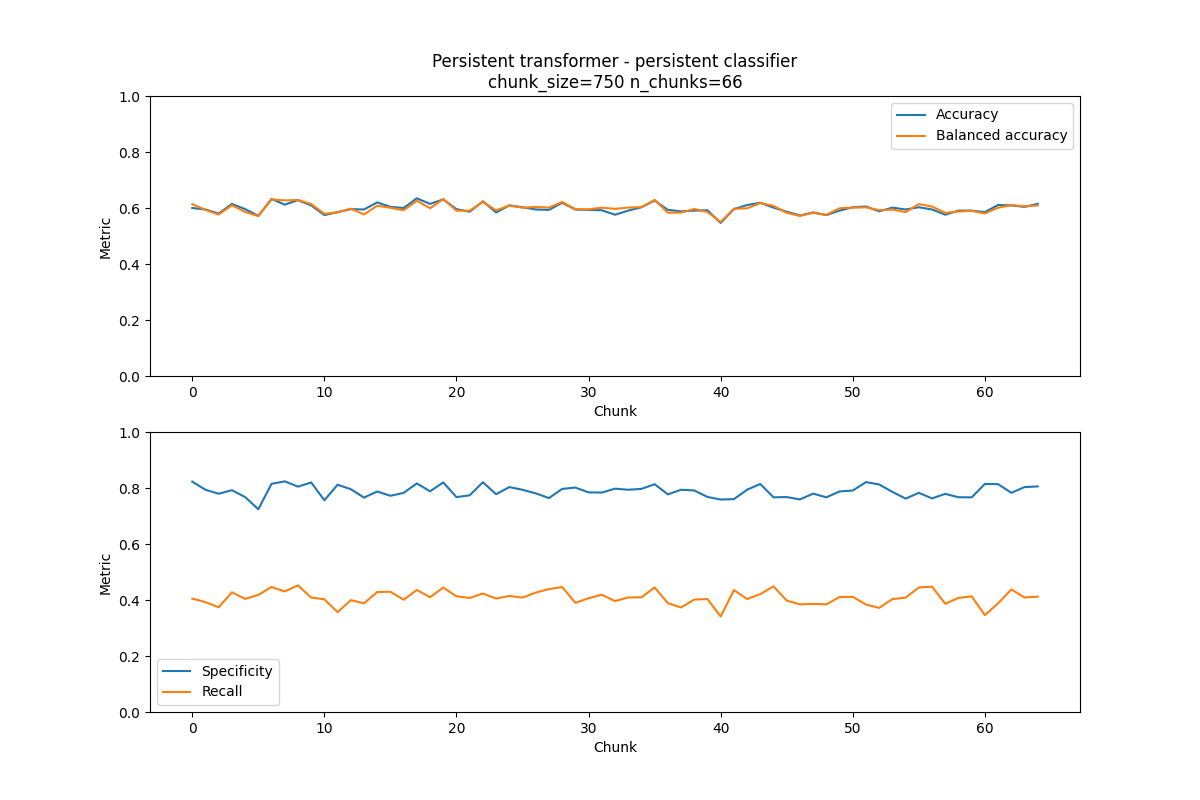 Persistent transformer - persistent classifier
chunk_size=750 n_chunks=66
1.0
0.8
0.6
0.4
0.2
0.0
Metric
Accuracy
Balanced accuracy
0 10 20 30 40 50 60
Chunk
1.0
0.8
0.6
0.4
0.2
0.0
Metric
Specificity
Recall
0 10 20 30 40 50 60
Chunk